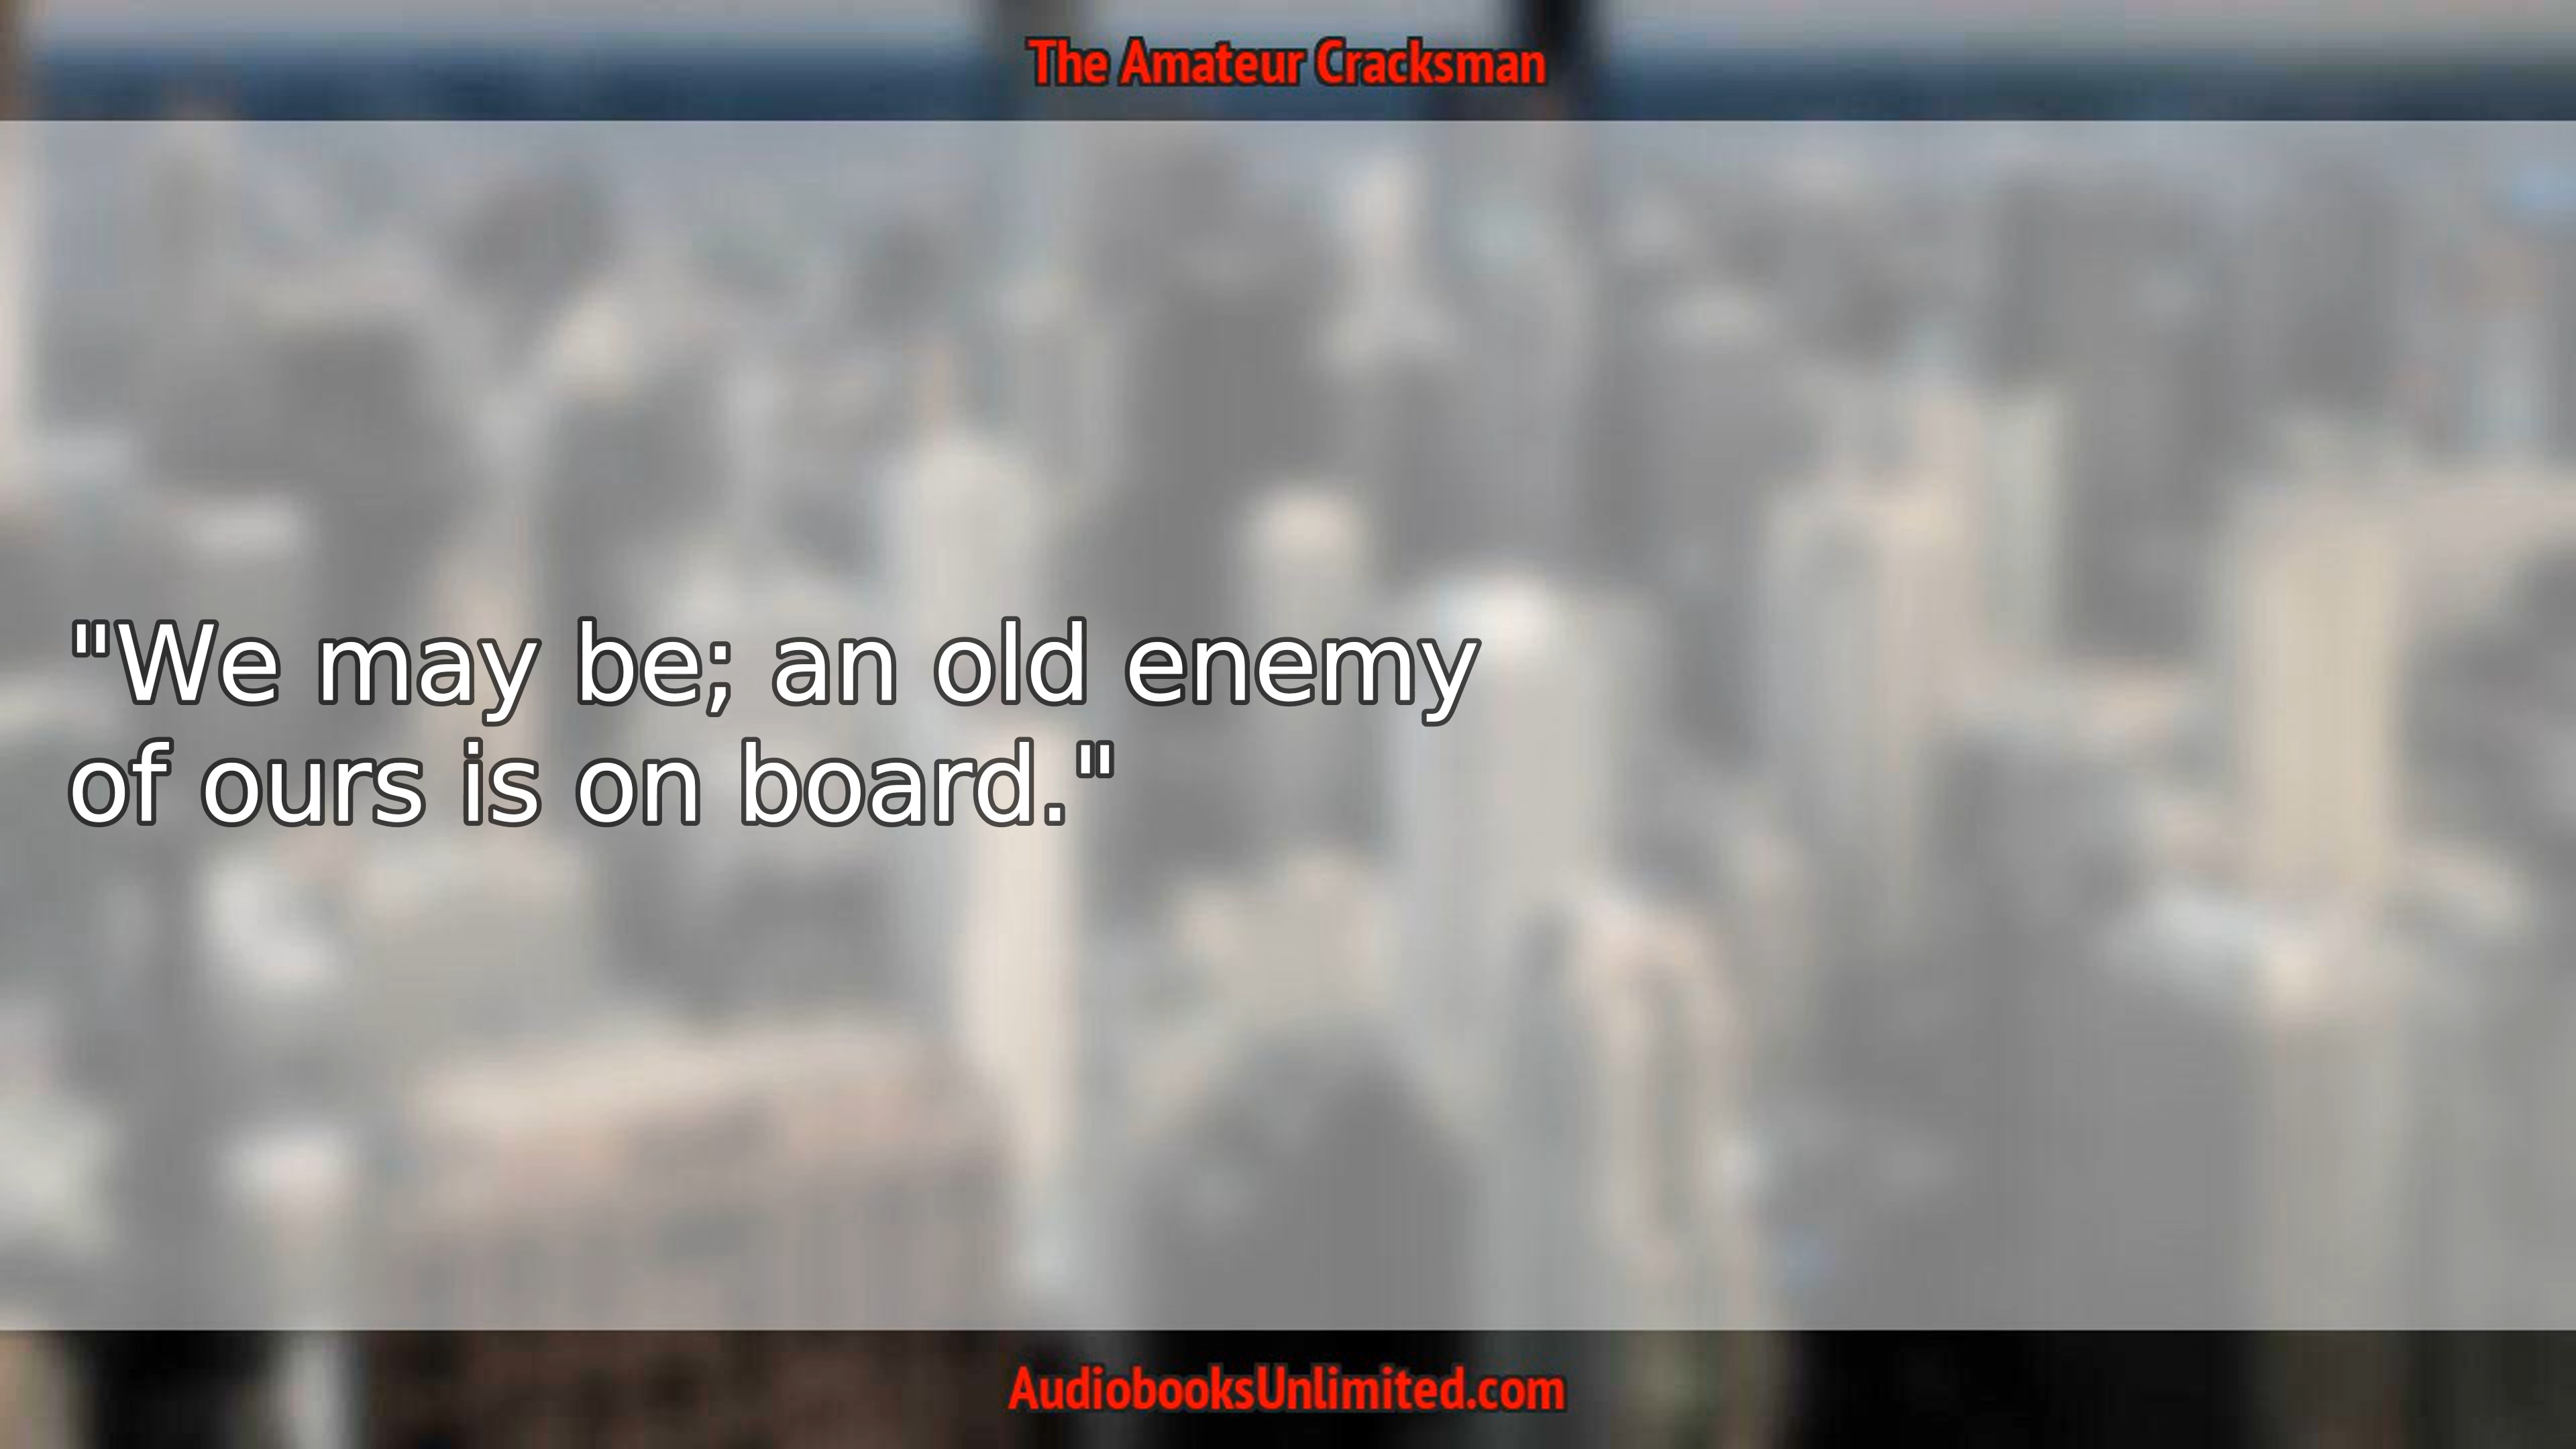 The Amateur Cracksman
"We may be; an old enemy
of ours is on board."
AudiobooksUnlimited.com